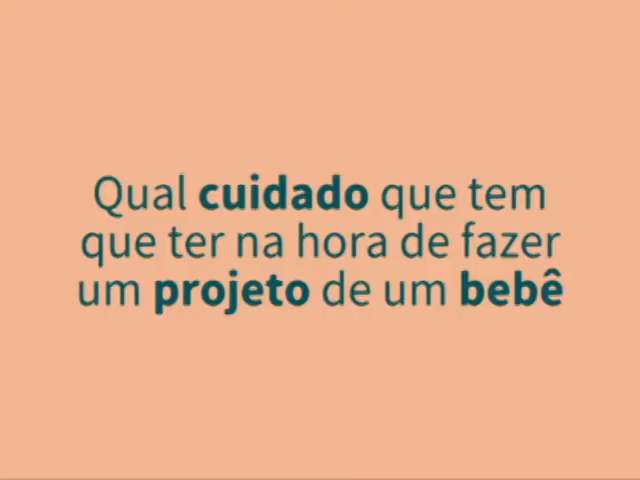 Qual cuidado que tem
que ter na hora de fazer
um projeto de um bebê